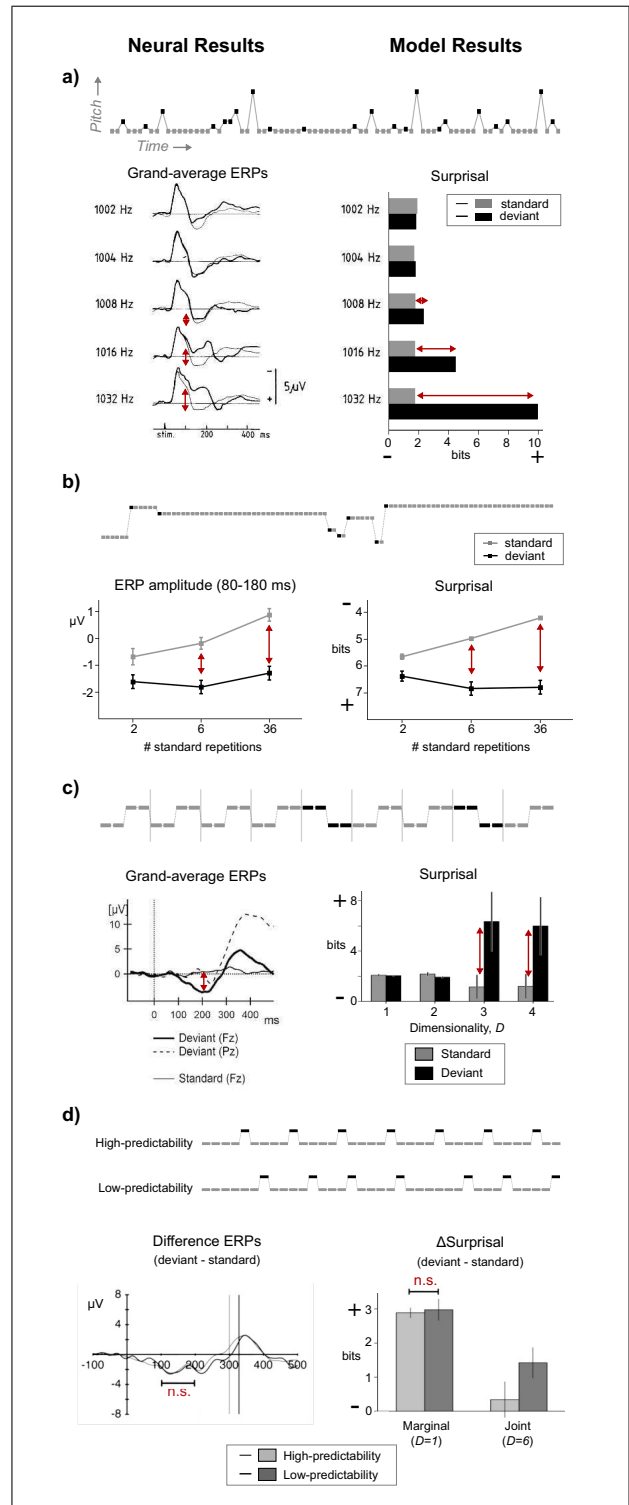 Neural Results Model Results
a)
Pitch
Time
Grand-average ERPs
1002 Hz
1004 Hz
1008 Hz
1016 Hz
1032 Hz
–
5μV
+
stim. 200 400 ms
Surprisal
standard
deviant
1002 Hz
1004 Hz
1008 Hz
1016 Hz
1032 Hz
0 2 4 6 8 10
- bits +
b)
standard
deviant
ERP amplitude (80-180 ms)
μV
1
0
-1
-2
2 6 36
# standard repetitions
Surprisal
-
4
5
bits
6
7
+
2 6 36
# standard repetitions
c)
Grand-average ERPs
[μV]
10
5
0
0 100 200 300 400
ms
Deviant (Fz)
Deviant (Pz)
Standard (Fz)
Surprisal
+
8
bits
4
0
-
1 2 3 4
Dimensionality, D
Standard
Deviant
d)
High-predictability
Low-predictability
Difference ERPs
(deviant - standard)
μV
8
4
-100 0 100 200 300 400 500
n.s.
-4
-8
ΔSurprisal
(deviant - standard)
n.s.
+
3
bits
2
1
0
-
Marginal Joint
(D=1) (D=6)
High-predictability
Low-predictability